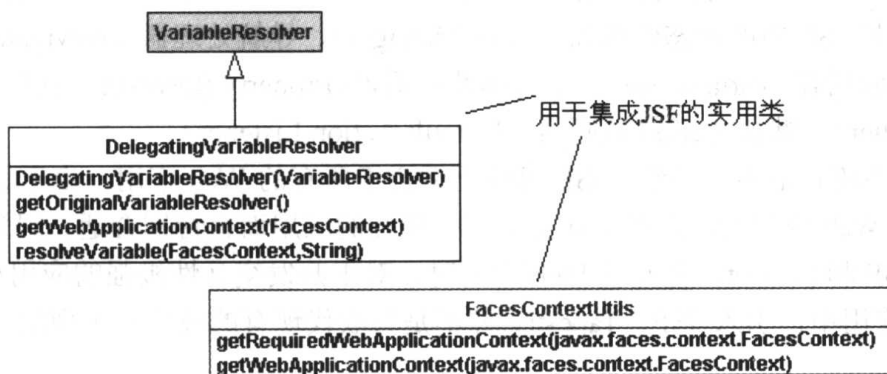 VariableResolver
用于集成JSF的实用类
DelegatingVariableResolver
DelegatingVariableResolver(VariableResolver)
getOriginalVariableResolver()
getWebApplicationContext(FacesContext)
resolveVariable(FacesContext,String)
FacesContextUtils
getRequiredWebApplicationContext(javax.faces.context.FacesContext)
getWebApplicationContext(javax.faces.context.FacesContext)